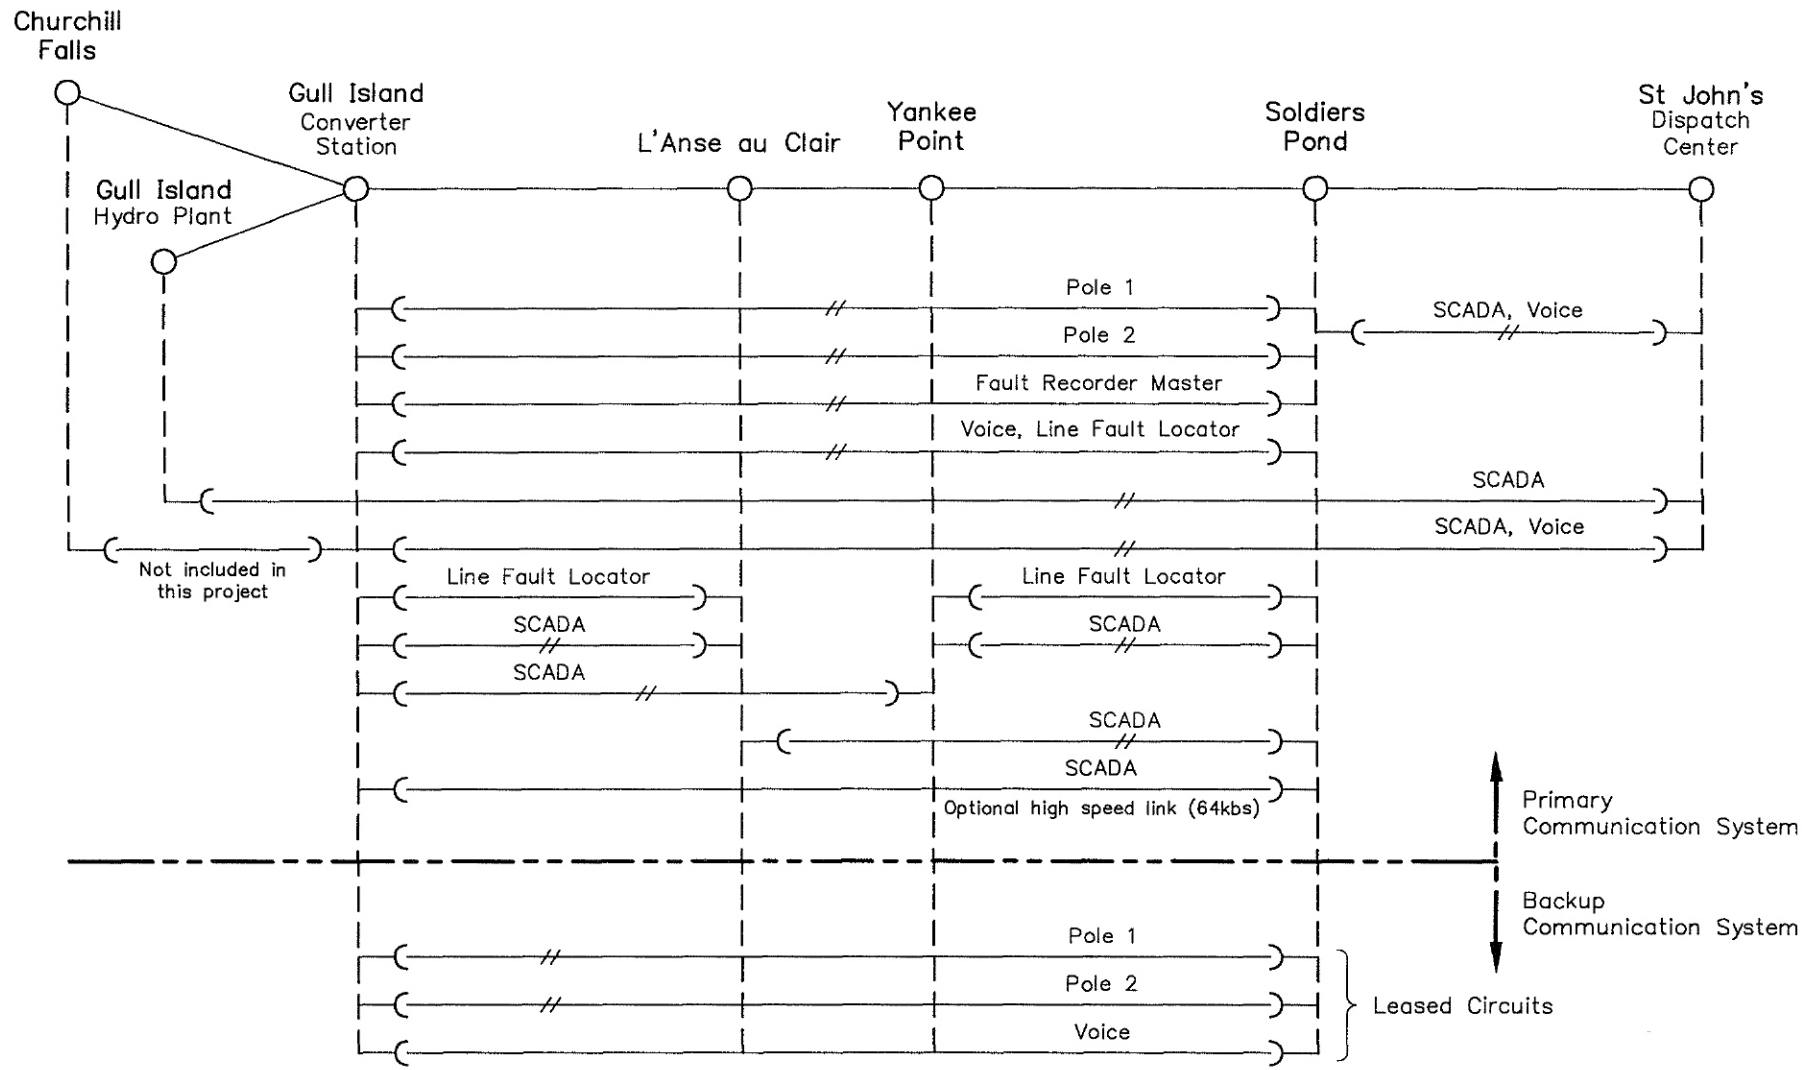 Churchill
Falls
Gull Island
Converter
Station
Gull Island
Hydro Plant
L'Anse au Clair
Yankee
Point
Soldiers
Pond
St John's
Dispatch
Center
Pole 1
SCADA, Voice
Pole 2
Fault Recorder Master
Voice, Line Fault Locator
SCADA
SCADA, Voice
Not included in
this project
Line Fault Locator
Line Fault Locator
SCADA
SCADA
SCADA
SCADA
SCADA
Optional high speed link (64kbs)
Primary
Communication System
Backup
Communication System
Pole 1
Pole 2
Voice
Leased Circuits